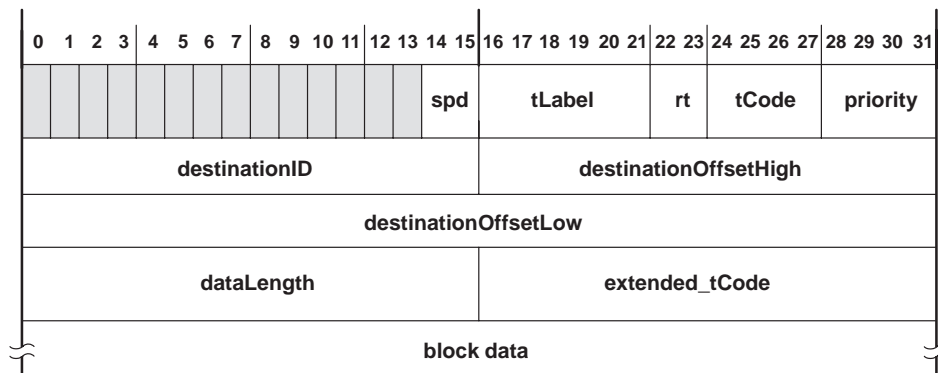 0 1 2 3 4 5 6 7 8 9 10 11 12 13 14 15 16 17 18 19 20 21 22 23 24 25 26 27 28 29 30 31
spd tLabel rt tCode priority
destinationID destinationOffsetHigh
destinationOffsetLow
dataLength extended_tCode
block data